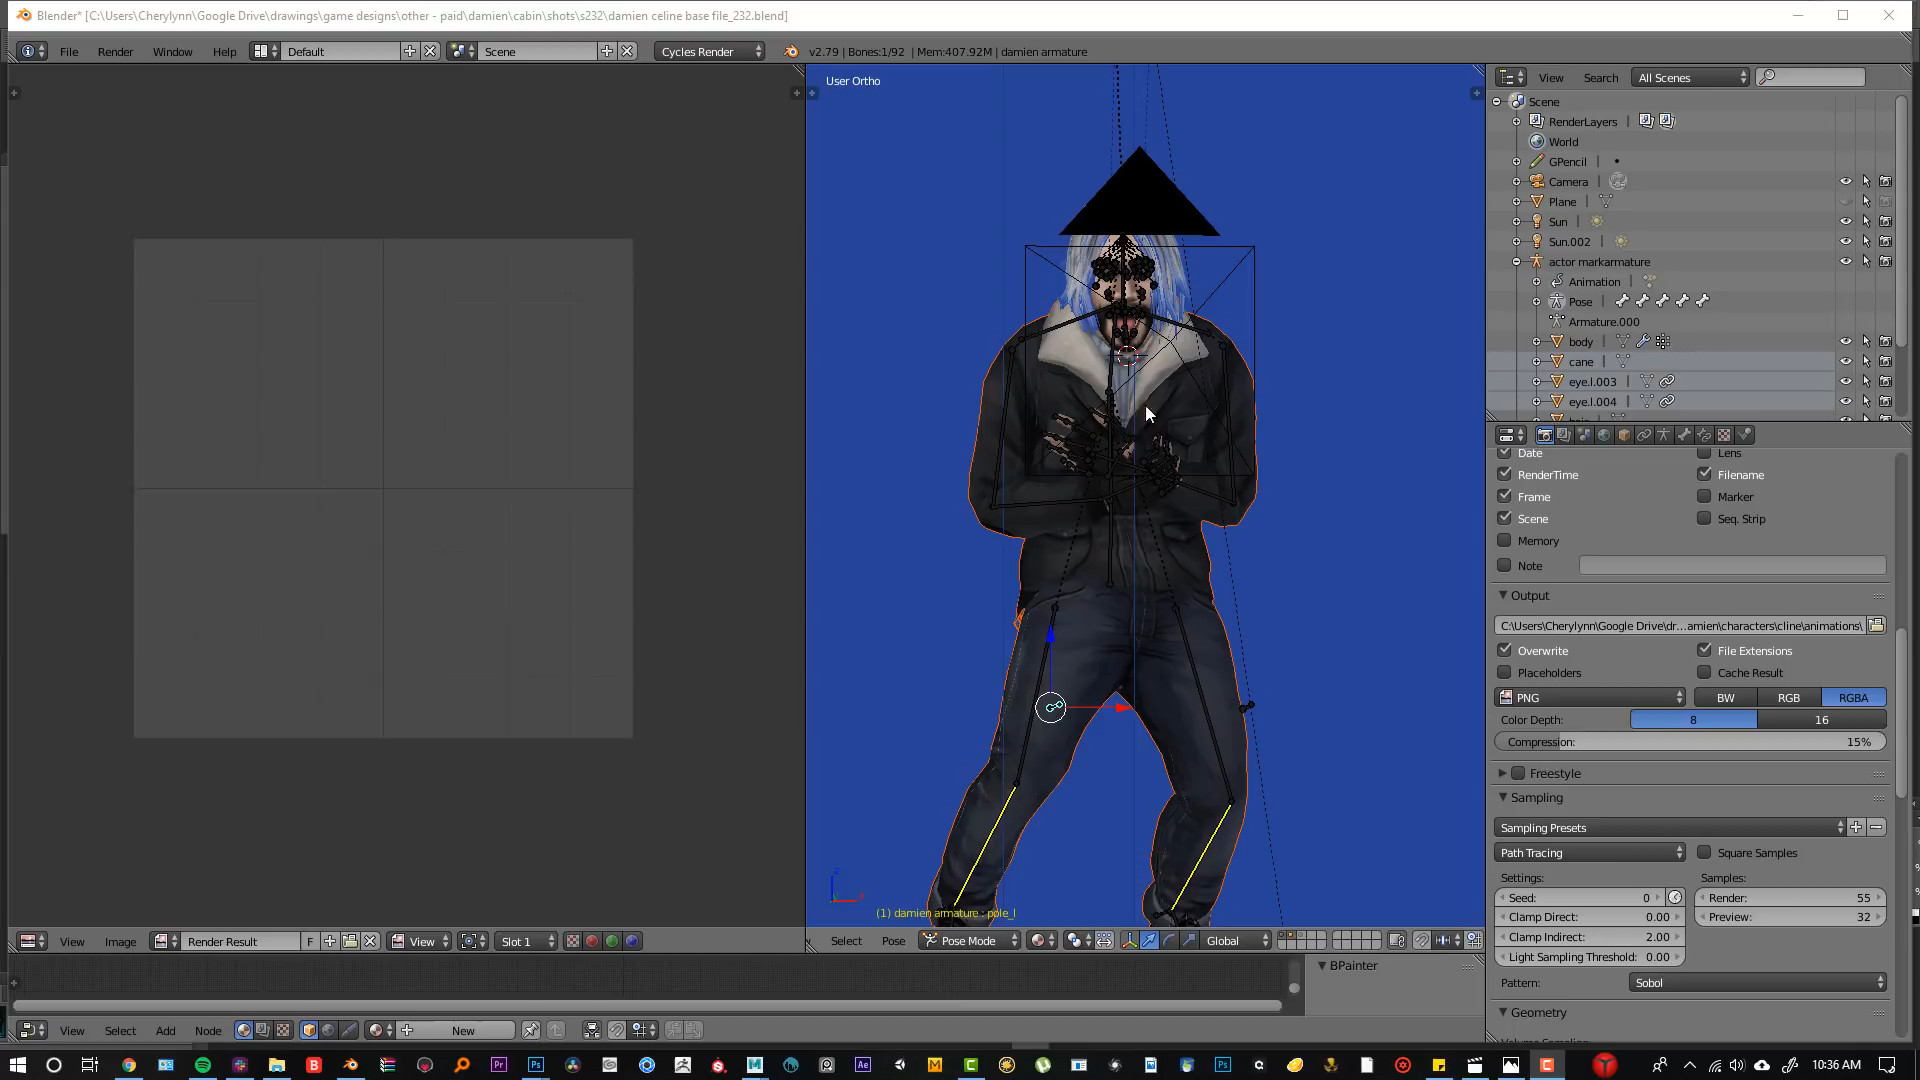 Blender* [C:\Users\Cherylynn\Google Drive\drawings\game designs\other - paid\damien\cabin\shots\s232\damien celine base file_232.blend]
File Render Window Help Default Scene Cycles Render v2.79 | Bones:1/92 | Mem:407.92M | damien armature
User Ortho
View Search All Scenes
Scene
RenderLayers
World
GPencil
Camera
Plane
Sun
Sun.002
actor markarmature
Animation
Pose
Armature.000
body
cane
eye.l.003
eye.l.004
Date Lens
RenderTime Filename
Frame Marker
Scene Seq. Strip
Memory
Note
Output
C:\Users\Cherylynn\Google Drive\dr...amien\characters\cline\animations\
Overwrite File Extensions
Placeholders Cache Result
PNG BW RGB RGBA
Color Depth: 8 16
Compression: 15%
Freestyle
Sampling
Sampling Presets
Path Tracing Square Samples
Settings: Samples:
Seed: 0 Render: 55
Clamp Direct: 0.00 Preview: 32
Clamp Indirect: 2.00
Light Sampling Threshold: 0.00
Pattern: Sobol
Geometry
(1) damien armature : pole_l
View Image Render Result F View Slot 1
Select Pose Pose Mode Global
BPainter
View Select Add Node New
10:36 AM